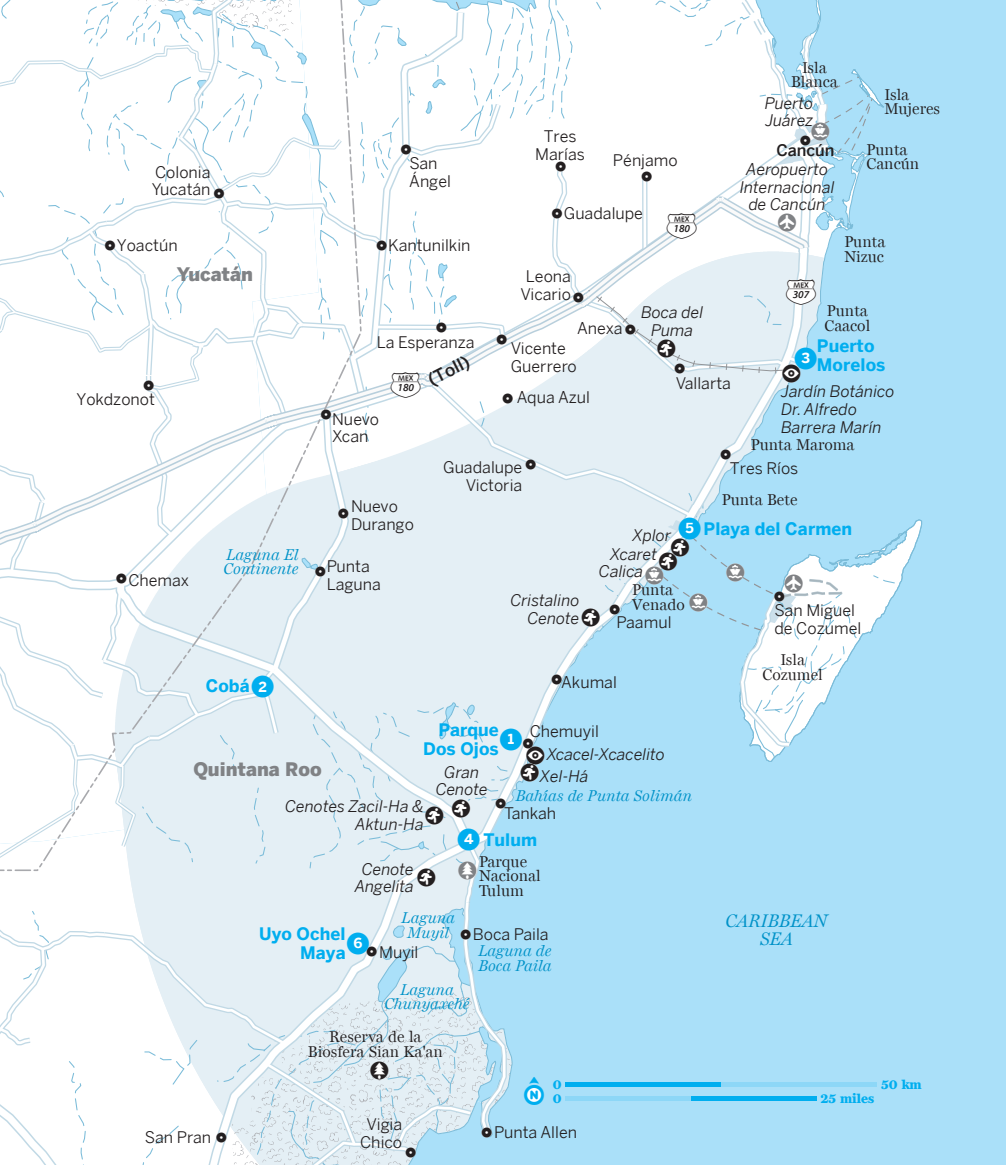 Isla
Blanca
Isla
Mujeres
Puerto
Juárez
Cancún
Punta
Cancún
Aeropuerto
Internacional
de Cancún
Tres
Marías
Pénjamo
San
Ángel
Colonia
Yucatán
Guadalupe
MEX
180
Yoactún
Kantunilkin
Punta
Nizuc
Yucatán
Leona
Vicario
MEX
307
Boca del
Puma
Anexa
Punta
Caacol
La Esperanza
Vicente
Guerrero
3
Puerto
Morelos
(Toll)
MEX
180
Vallarta
Yokdzonot
Aqua Azul
Jardín Botánico
Dr. Alfredo
Barrera Marín
Nuevo
Xcan
Punta Maroma
Tres Ríos
Guadalupe
Victoria
Punta Bete
Nuevo
Durango
5
Playa del Carmen
Xplor
Xcaret
Calica
Laguna El
Continente
Punta
Laguna
Chemax
Punta
Venado
Cristalino
Cenote
Paamul
San Miguel
de Cozumel
Isla
Cozumel
Cobá
2
Akumal
Parque
Dos Ojos
1
Chemuyil
Xcacel-Xcacelito
Xel-Há
Quintana Roo
Gran
Cenote
Bahías de Punta Solimán
Cenotes Zacil-Ha &
Aktun-Ha
Tankah
4
Tulum
Cenote
Angelita
Parque
Nacional
Tulum
Laguna
Muyil
CARIBBEAN
SEA
Uyo Ochel
Maya
6
Muyil
Boca Paila
Laguna de
Boca Paila
Laguna
Chunyaxché
Reserva de la
Biosfera Sian Ka'an
N
0
50 km
0
25 miles
San Pran
Vigia
Chico
Punta Allen